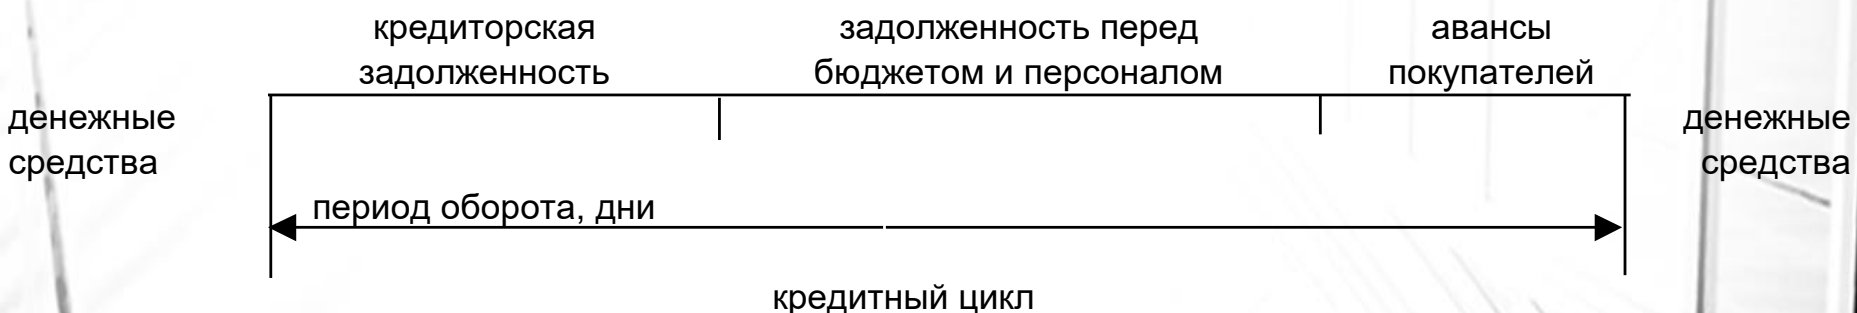 кредиторская
задолженность
задолженность перед
бюджетом и персоналом
авансы
покупателей
денежные
средства
денежные
средства
период оборота, дни
кредитный цикл